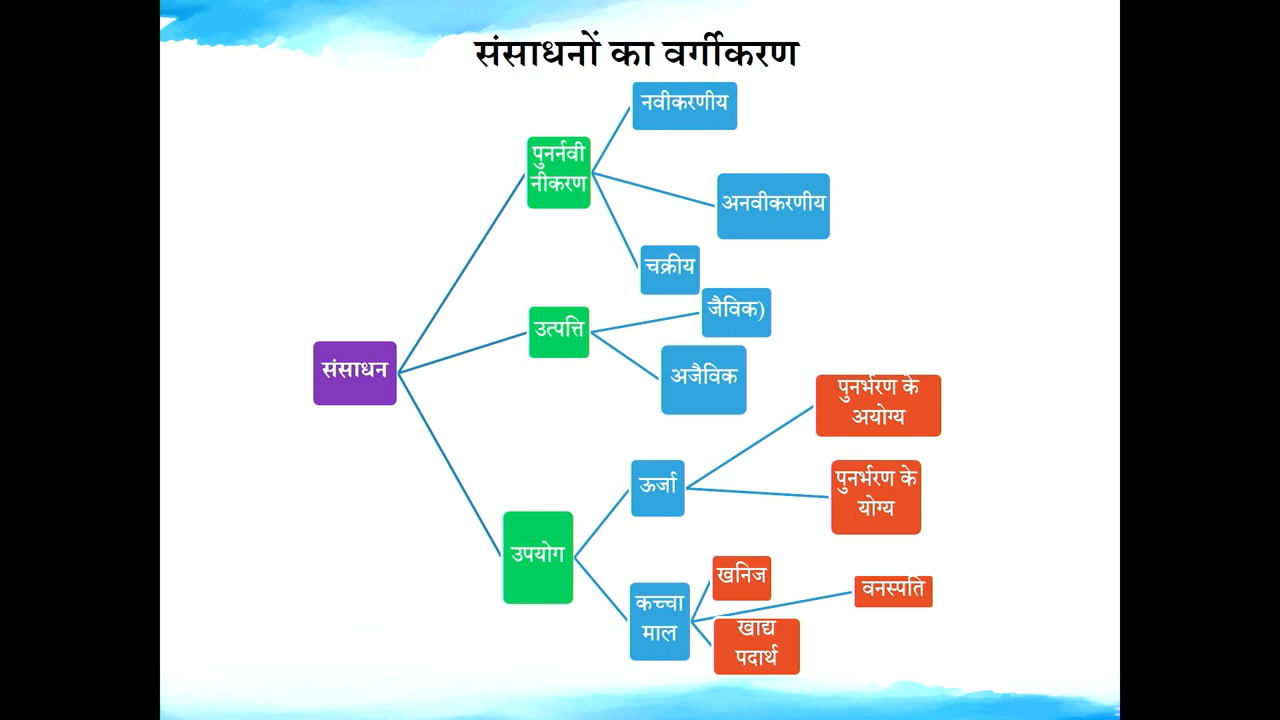 संसाधनों का वर्गीकरण
नवीकरणीय
पुनर्नवी
नीकरण
अनवीकरणीय
चक्रीय
जैविक)
उत्पत्ति
संसाधन
अजैविक
पुनर्भरण के
अयोग्य
ऊर्जा
पुनर्भरण के
योग्य
उपयोग
खनिज
वनस्पति
कच्चा
माल
खाद्य
पदार्थ